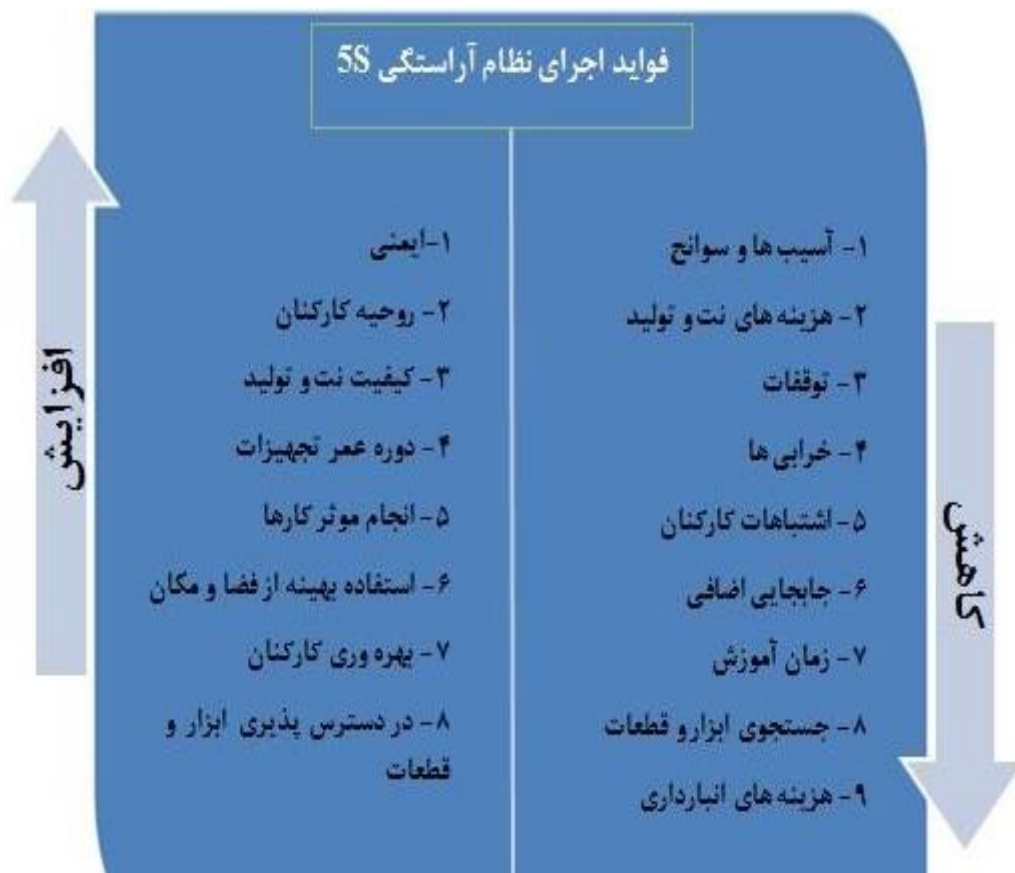 فواید اجرای نظام آراستگی 5S
کاهش
۱- آسیب ها و سوانح
۲- هزینه های نت و تولید
۳- توقفات
۴- خرابی ها
۵- اشتباهات کارکنان
۶- جابجایی اضافی
۷- زمان آموزش
۸- جستجوی ابزار و قطعات
۹- هزینه های انبارداری
افزایش
۱-ایمنی
۲- روحیه کارکنان
۳- کیفیت نت و تولید
۴- دوره عمر تجهیزات
۵- انجام موثر کارها
۶- استفاده بهینه از فضا و مکان
۷- بهره وری کارکنان
۸- در دسترس پذیری ابزار و
قطعات